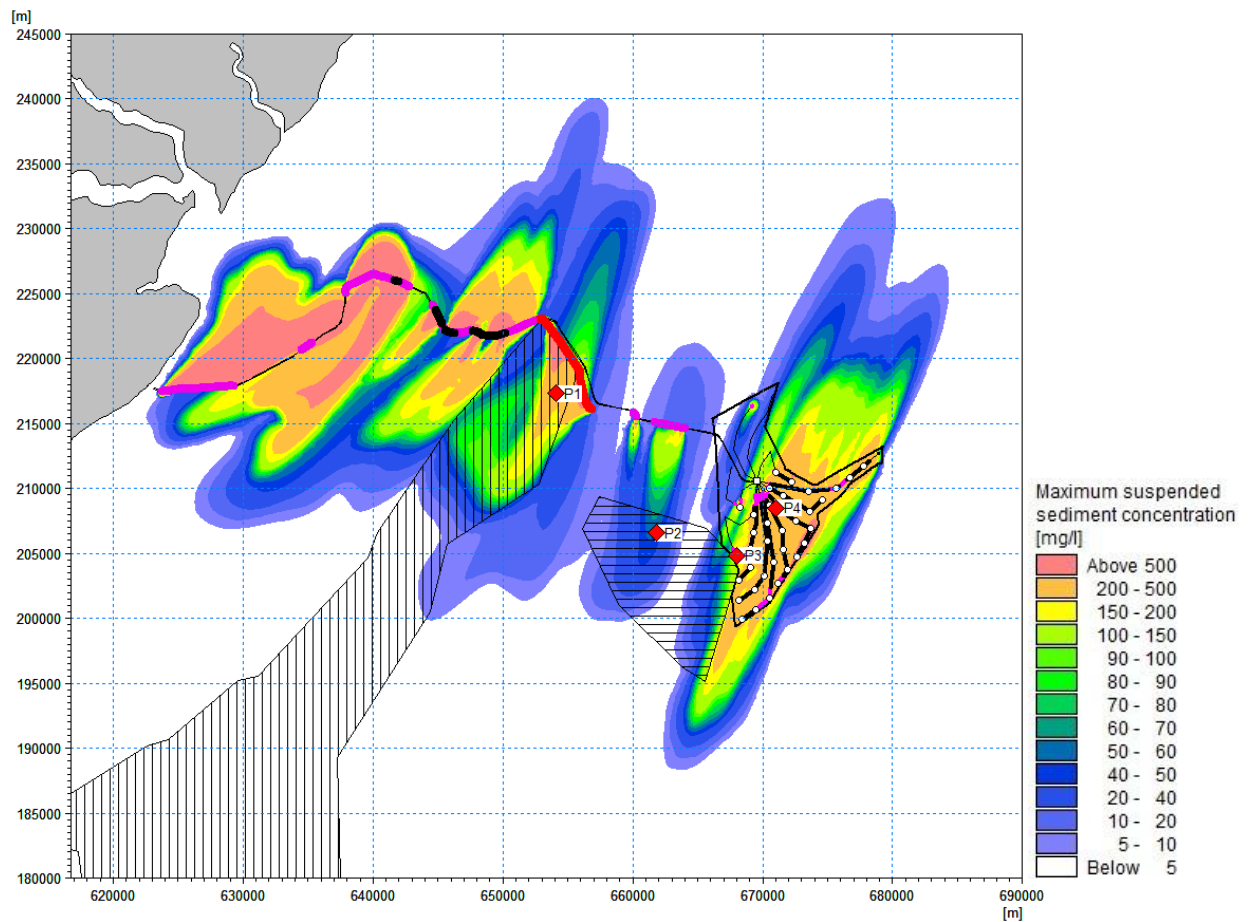 [m]
245000
240000
235000
230000
225000
220000
215000
210000
205000
200000
195000
190000
185000
180000
P1
P2
P3
P4
620000 630000 640000 650000 660000 670000 680000 690000
[m]
Maximum suspended
sediment concentration
[mg/l]
Above 500
200 - 500
150 - 200
100 - 150
90 - 100
80 - 90
70 - 80
60 - 70
50 - 60
40 - 50
20 - 40
10 - 20
5 - 10
Below 5